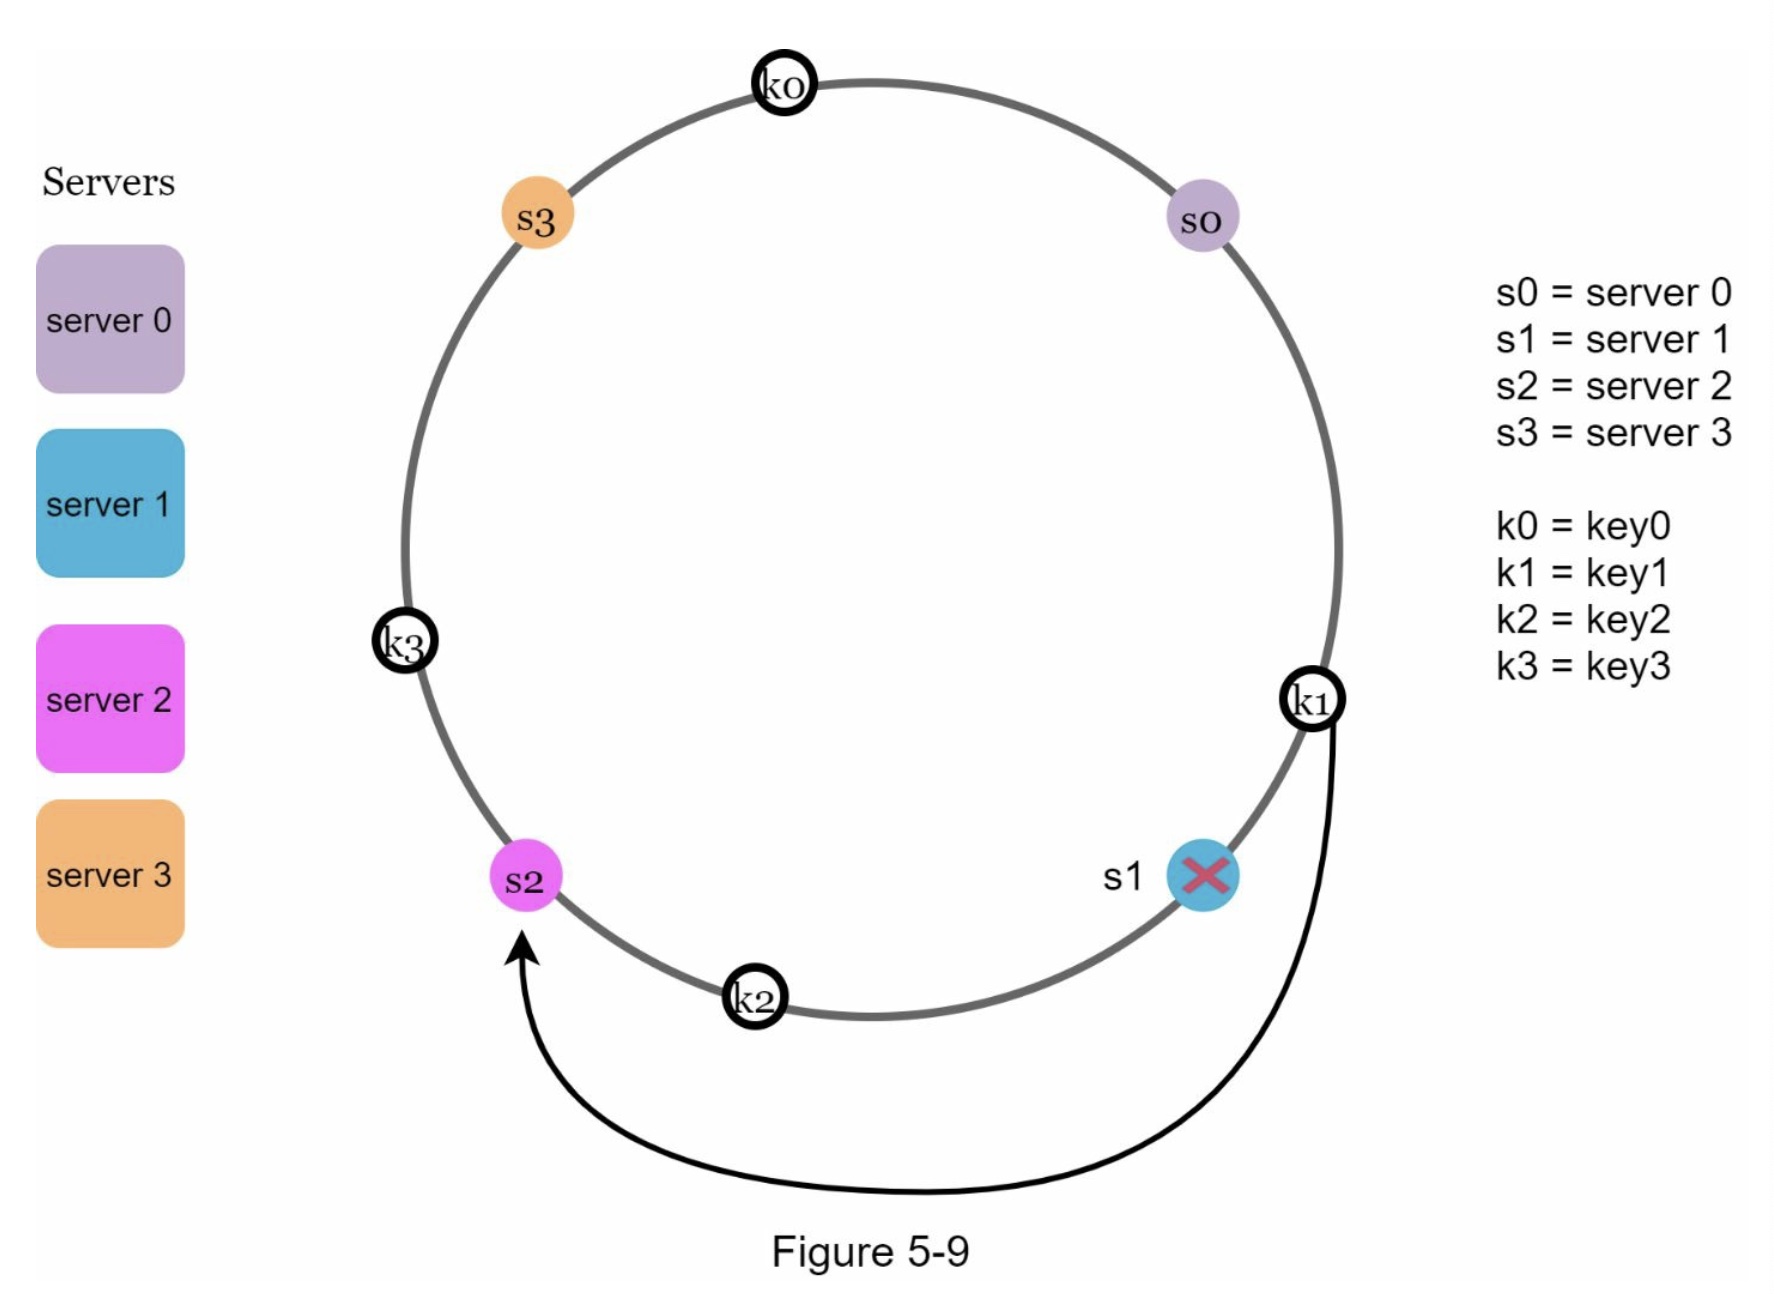 Servers
server 0
server 1
server 2
server 3
k0
s3
s0
k3
k1
s2
s1
k2
s0 = server 0
s1 = server 1
s2 = server 2
s3 = server 3
k0 = key0
k1 = key1
k2 = key2
k3 = key3
Figure 5-9